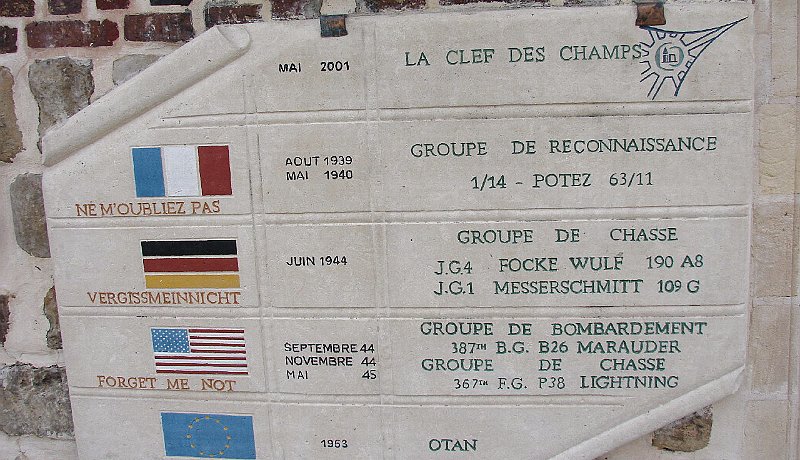 MAI 2001
LA CLEF DES CHAMPS
AOUT 1939
MAI 1940
GROUPE DE RECONNAISSANCE
1/14 - POTEZ 63/11
NE M'OUBLIEZ PAS
JUIN 1944
GROUPE DE CHASSE
J.G.4 FOCKE WULF 190 A8
J.G.1 MESSERSCHMITT 109 G
VERGISSMEINNICHT
SEPTEMBRE 44
NOVEMBRE 44
MAI 45
GROUPE DE BOMBARDEMENT
387TH B.G. B26 MARAUDER
GROUPE DE CHASSE
367TH F.G. P38 LIGHTNING
FORGET ME NOT
1953
OTAN